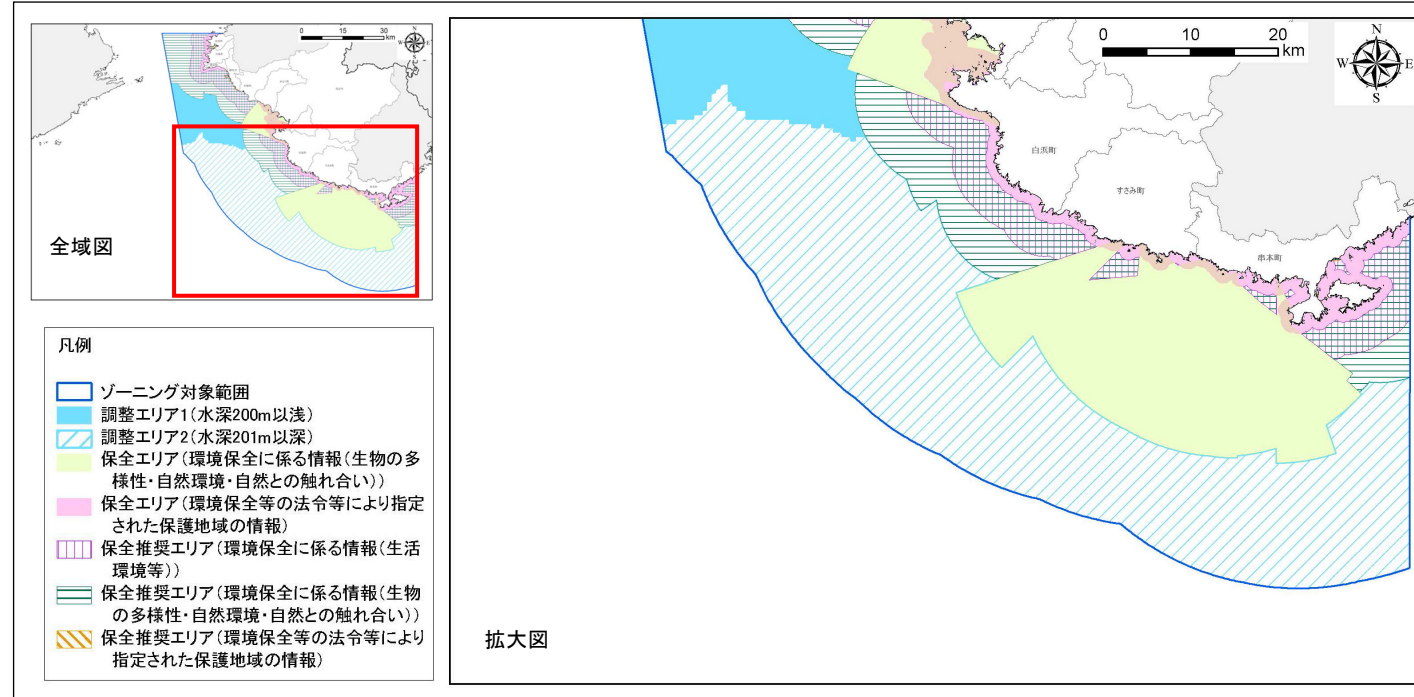 0 15 30
km
N
W E
S
全域図
凡例
ゾーニング対象範囲
調整エリア1(水深200m以浅)
調整エリア2(水深201m以深)
保全エリア(環境保全に係る情報(生物の多
様性・自然環境・自然との触れ合い))
保全エリア(環境保全等の法令等により指定
された保護地域の情報)
保全推奨エリア(環境保全に係る情報(生活
環境等))
保全推奨エリア(環境保全に係る情報(生物
の多様性・自然環境・自然との触れ合い))
保全推奨エリア(環境保全等の法令等により
指定された保護地域の情報)
0 10 20
km
N
W E
S
白浜町
すさみ町
串本町
拡大図